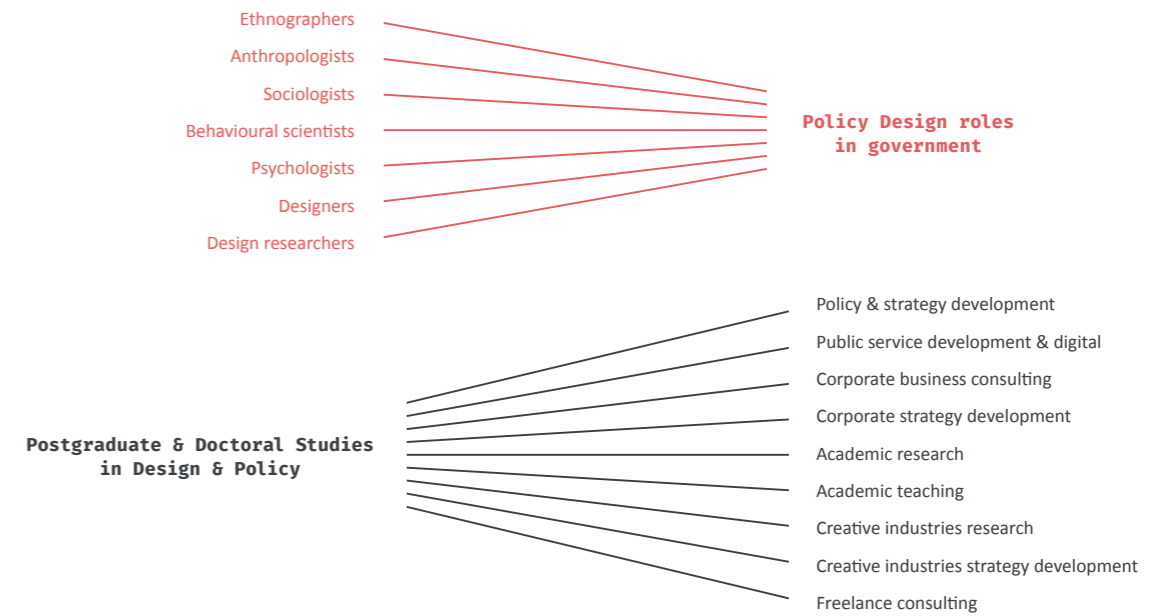 Ethnographers
Anthropologists
Sociologists
Behavioural scientists
Psychologists
Designers
Design researchers
Policy Design roles
in government
Postgraduate & Doctoral Studies
in Design & Policy
Policy & strategy development
Public service development & digital
Corporate business consulting
Corporate strategy development
Academic research
Academic teaching
Creative industries research
Creative industries strategy development
Freelance consulting